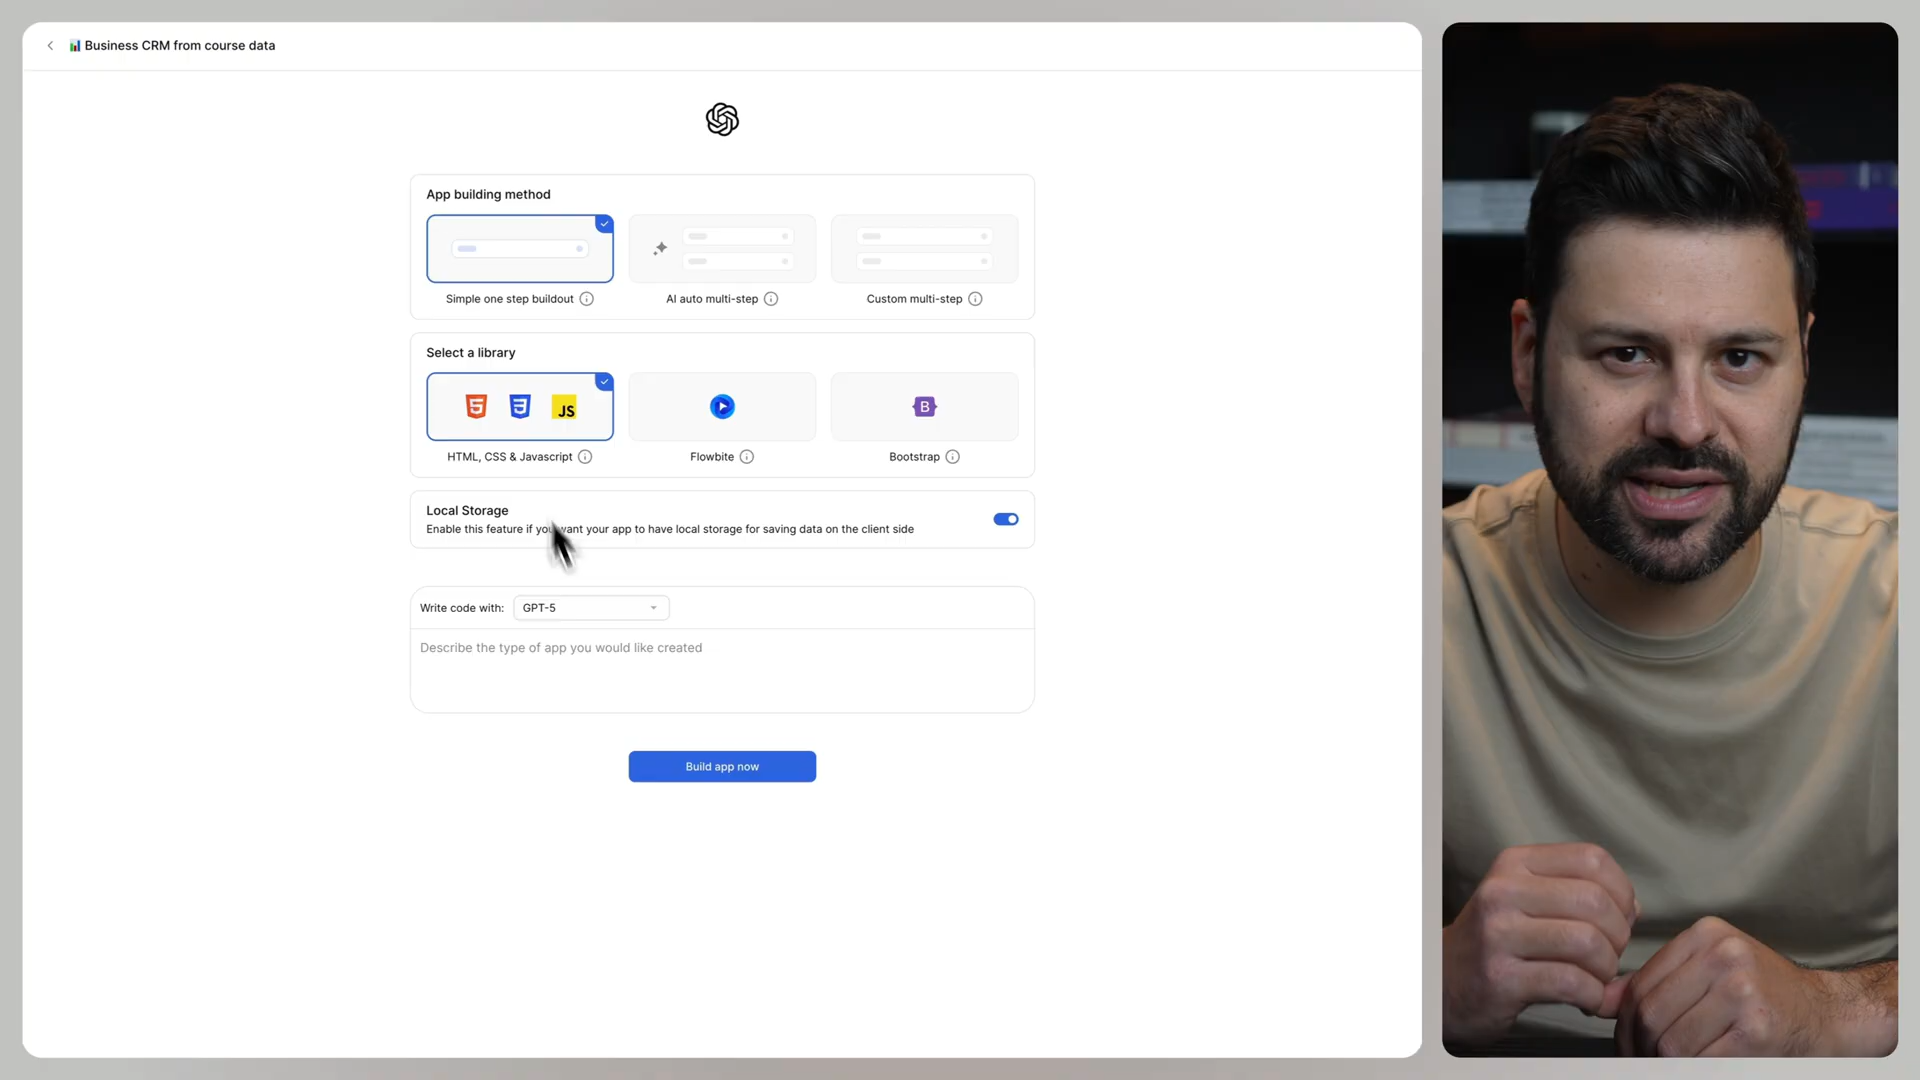 Business CRM from course data
App building method
Simple one step buildout
AI auto multi-step
Custom multi-step
Select a library
5
3
JS
B
HTML, CSS & Javascript
Flowbite
Bootstrap
Local Storage
Enable this feature if you want your app to have local storage for saving data on the client side
Write code with:
GPT-5
Describe the type of app you would like created
Build app now